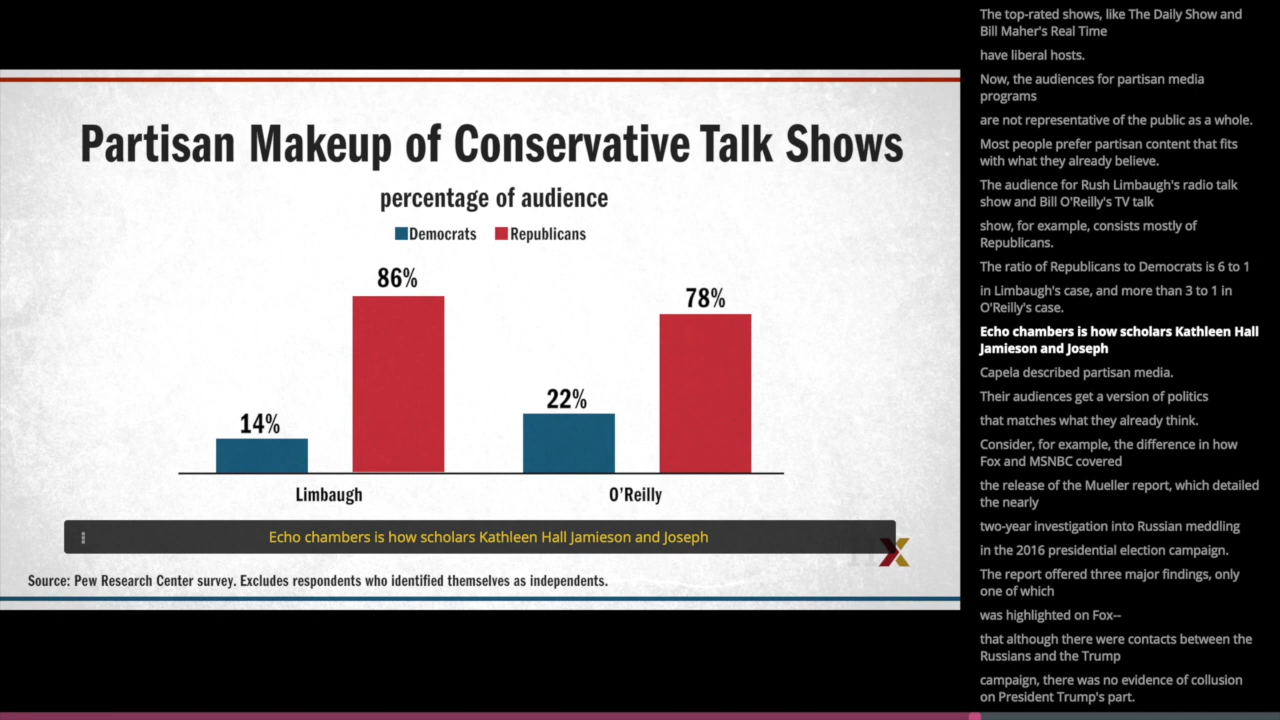 Partisan Makeup of Conservative Talk Shows
percentage of audience
Democrats Republicans
86%
78%
14%
22%
Limbaugh
O'Reilly
Echo chambers is how scholars Kathleen Hall Jamieson and Joseph
X
Source: Pew Research Center survey. Excludes respondents who identified themselves as independents.
The top-rated shows, like The Daily Show and
Bill Maher's Real Time
have liberal hosts.
Now, the audiences for partisan media
programs
are not representative of the public as a whole.
Most people prefer partisan content that fits
with what they already believe.
The audience for Rush Limbaugh's radio talk
show and Bill O'Reilly's TV talk
show, for example, consists mostly of
Republicans.
The ratio of Republicans to Democrats is 6 to 1
in Limbaugh's case, and more than 3 to 1 in
O'Reilly's case.
Echo chambers is how scholars Kathleen Hall
Jamieson and Joseph
Capela described partisan media.
Their audiences get a version of politics
that matches what they already think.
Consider, for example, the difference in how
Fox and MSNBC covered
the release of the Mueller report, which detailed
the nearly
two-year investigation into Russian meddling
in the 2016 presidential election campaign.
The report offered three major findings, only
one of which
was highlighted on Fox--
that although there were contacts between the
Russians and the Trump
campaign, there was no evidence of collusion
on President Trump's part.